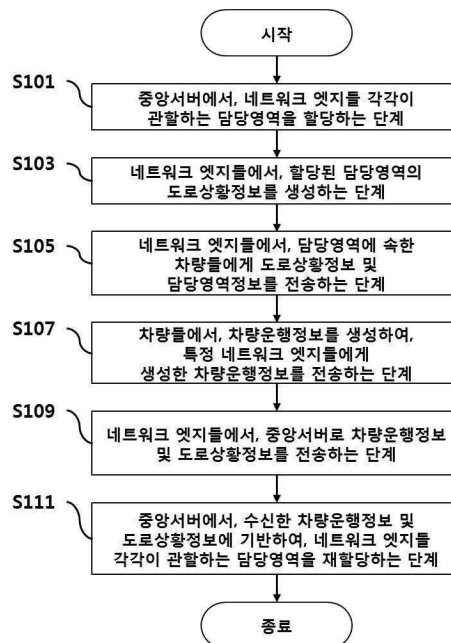 시작
S101
중앙서버에서, 네트워크 엣지들 각각이
관할하는 담당영역을 할당하는 단계
S103
네트워크 엣지들에서, 할당된 담당영역의
도로상황정보를 생성하는 단계
S105
네트워크 엣지들에서, 담당영역에 속한
차량들에게 도로상황정보 및
담당영역정보를 전송하는 단계
S107
차량들에서, 차량운행정보를 생성하여,
특정 네트워크 엣지들에게
생성한 차량운행정보를 전송하는 단계
S109
네트워크 엣지들에서, 중앙서버로 차량운행정보
및 도로상황정보를 전송하는 단계
S111
중앙서버에서, 수신한 차량운행정보 및
도로상황정보에 기반하여, 네트워크 엣지들
각각이 관할하는 담당영역을 재할당하는 단계
종료